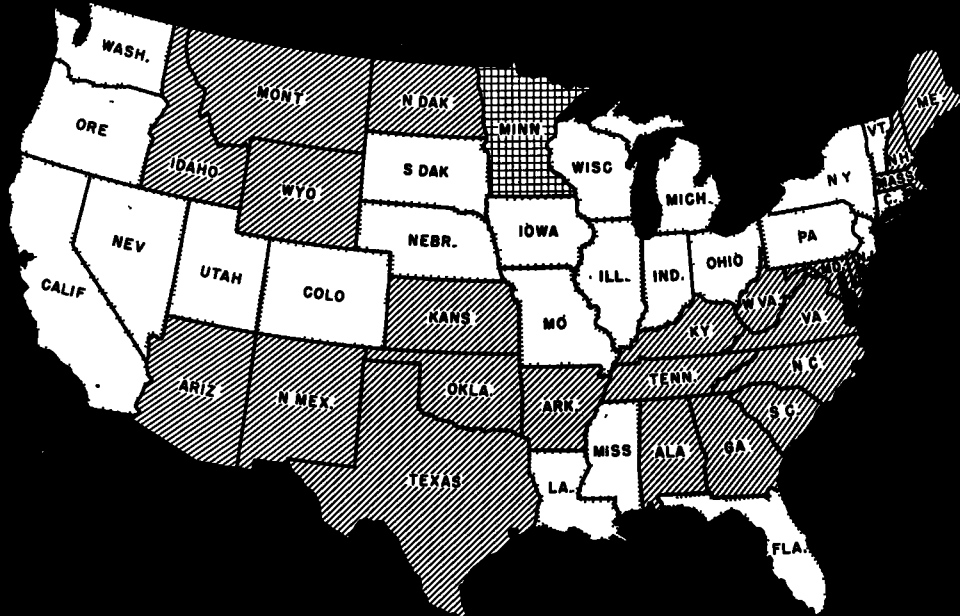 WASH.
MONT
N DAK
MINN
ME.
ORE
IDAHO
WYO
S DAK
WISC
MICH.
N Y
VT.
NH
MASS
C.
NEV
UTAH
COLO
NEBR.
IOWA
ILL.
IND.
OHIO
PA
CALIF
KANS
MO
KY
W VA.
VA.
MD.
ARIZ
N MEX.
OKLA.
ARK.
TENN.
N C.
S C.
TEXAS
LA.
MISS
ALA
GA
FLA.